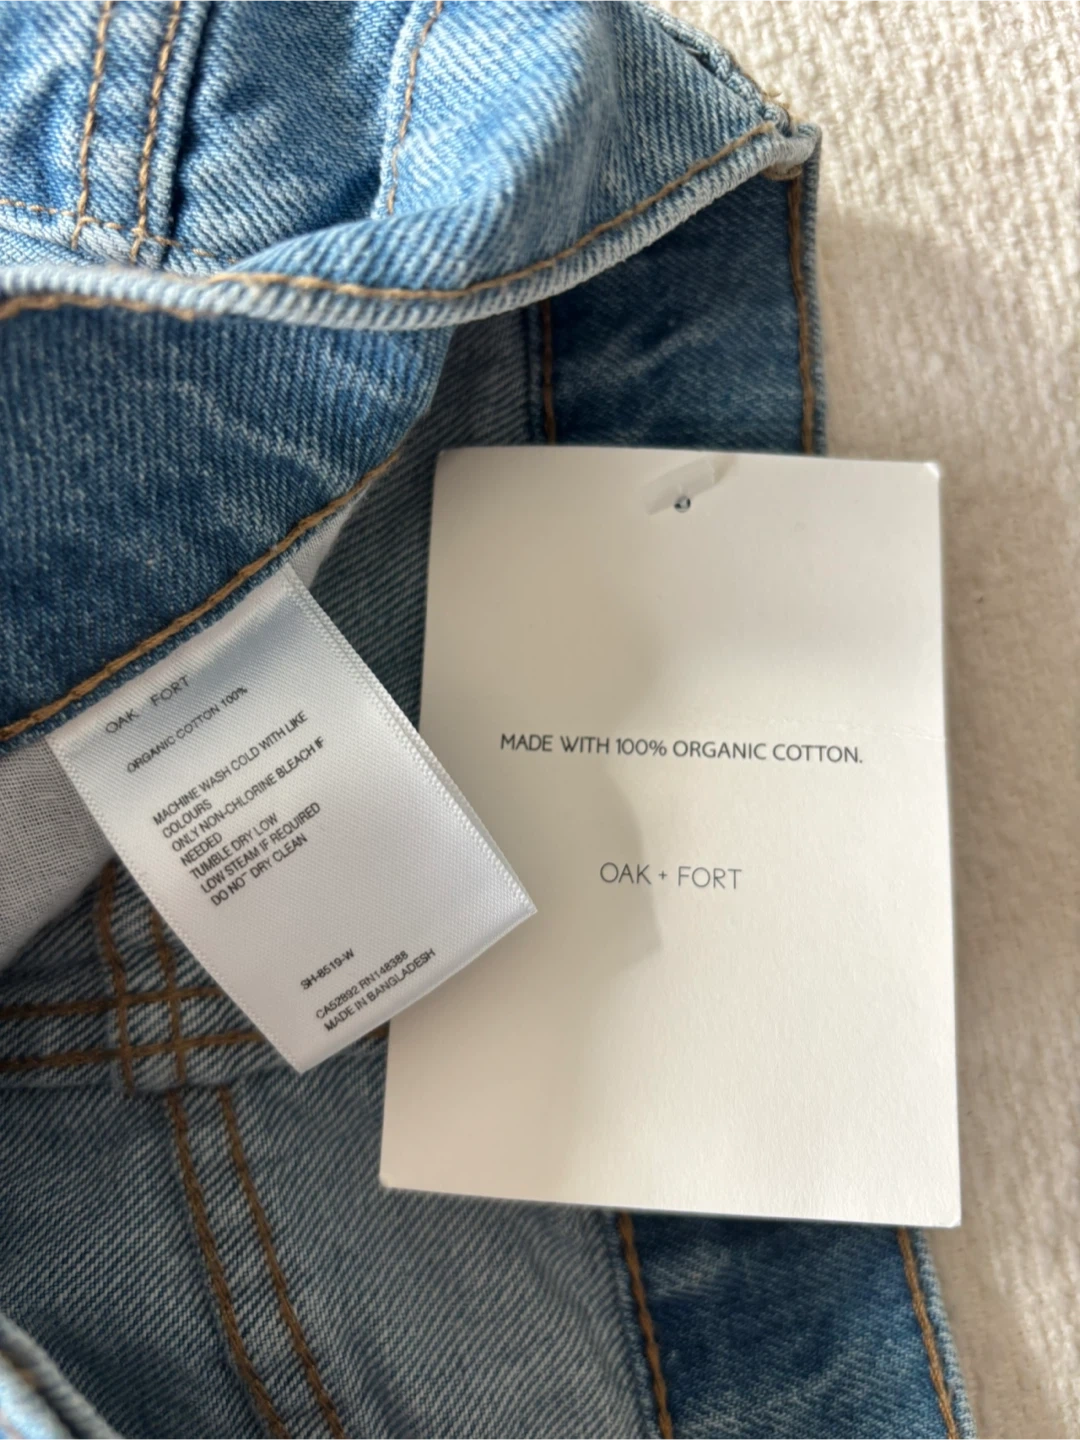 OAK FORT
ORGANIC COTTON 100%
MACHINE WASH COLD WITH LIKE
COLOURS
ONLY NON-CHLORINE BLEACH IF
NEEDED
TUMBLE DRY LOW
LOW STEAM IF REQUIRED
DO NOT DRY CLEAN
SH-8519-W
CA52892 RN148388
MADE IN BANGLADESH
MADE WITH 100% ORGANIC COTTON.
OAK + FORT